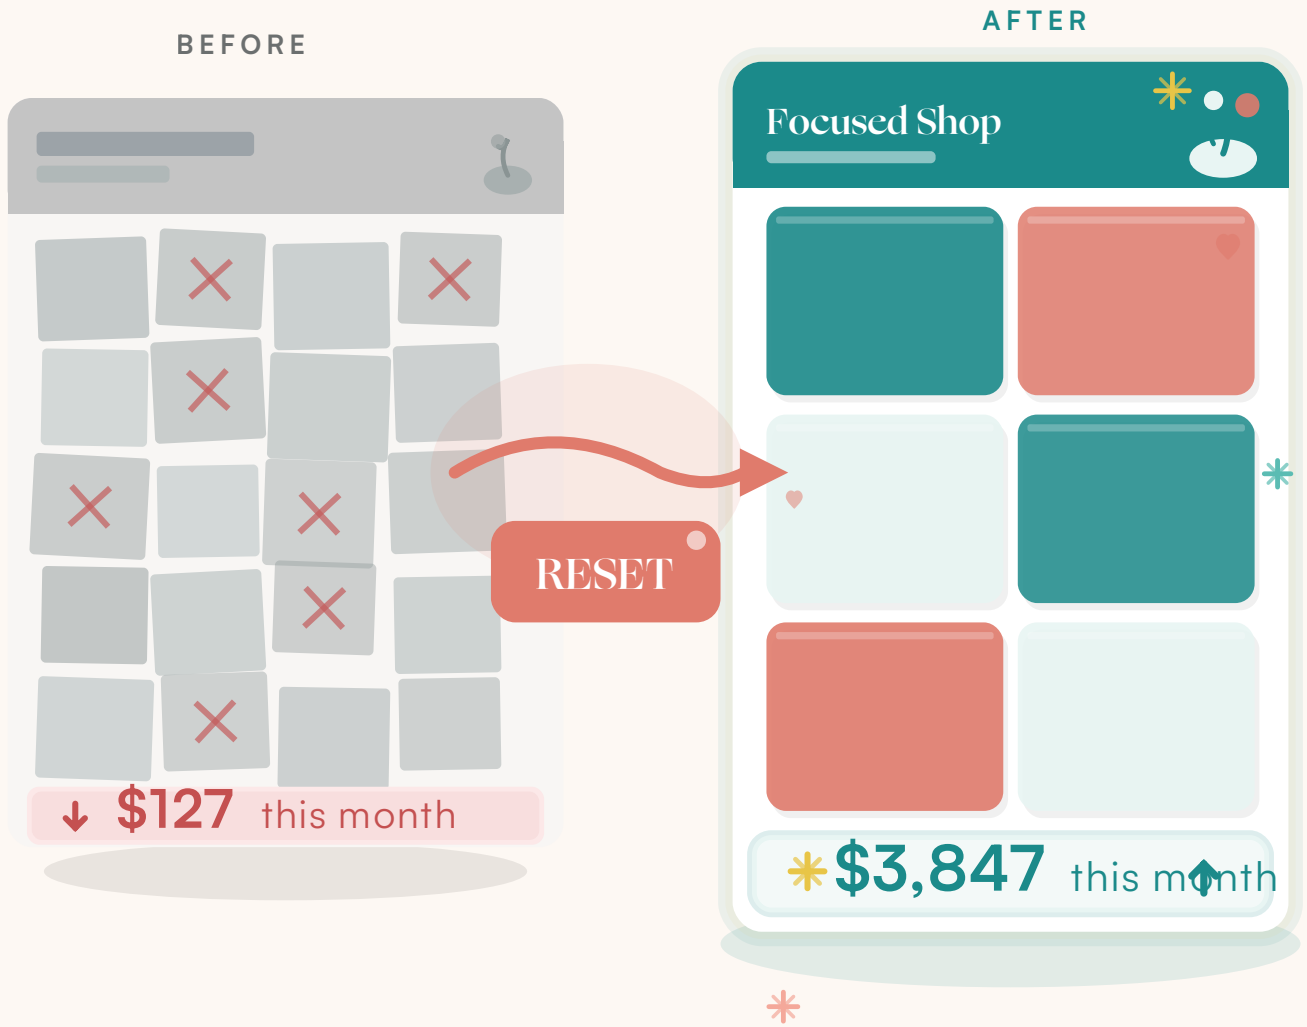 BEFORE
AFTER
Focused Shop
RESET
$127 this month
$3,847 this month